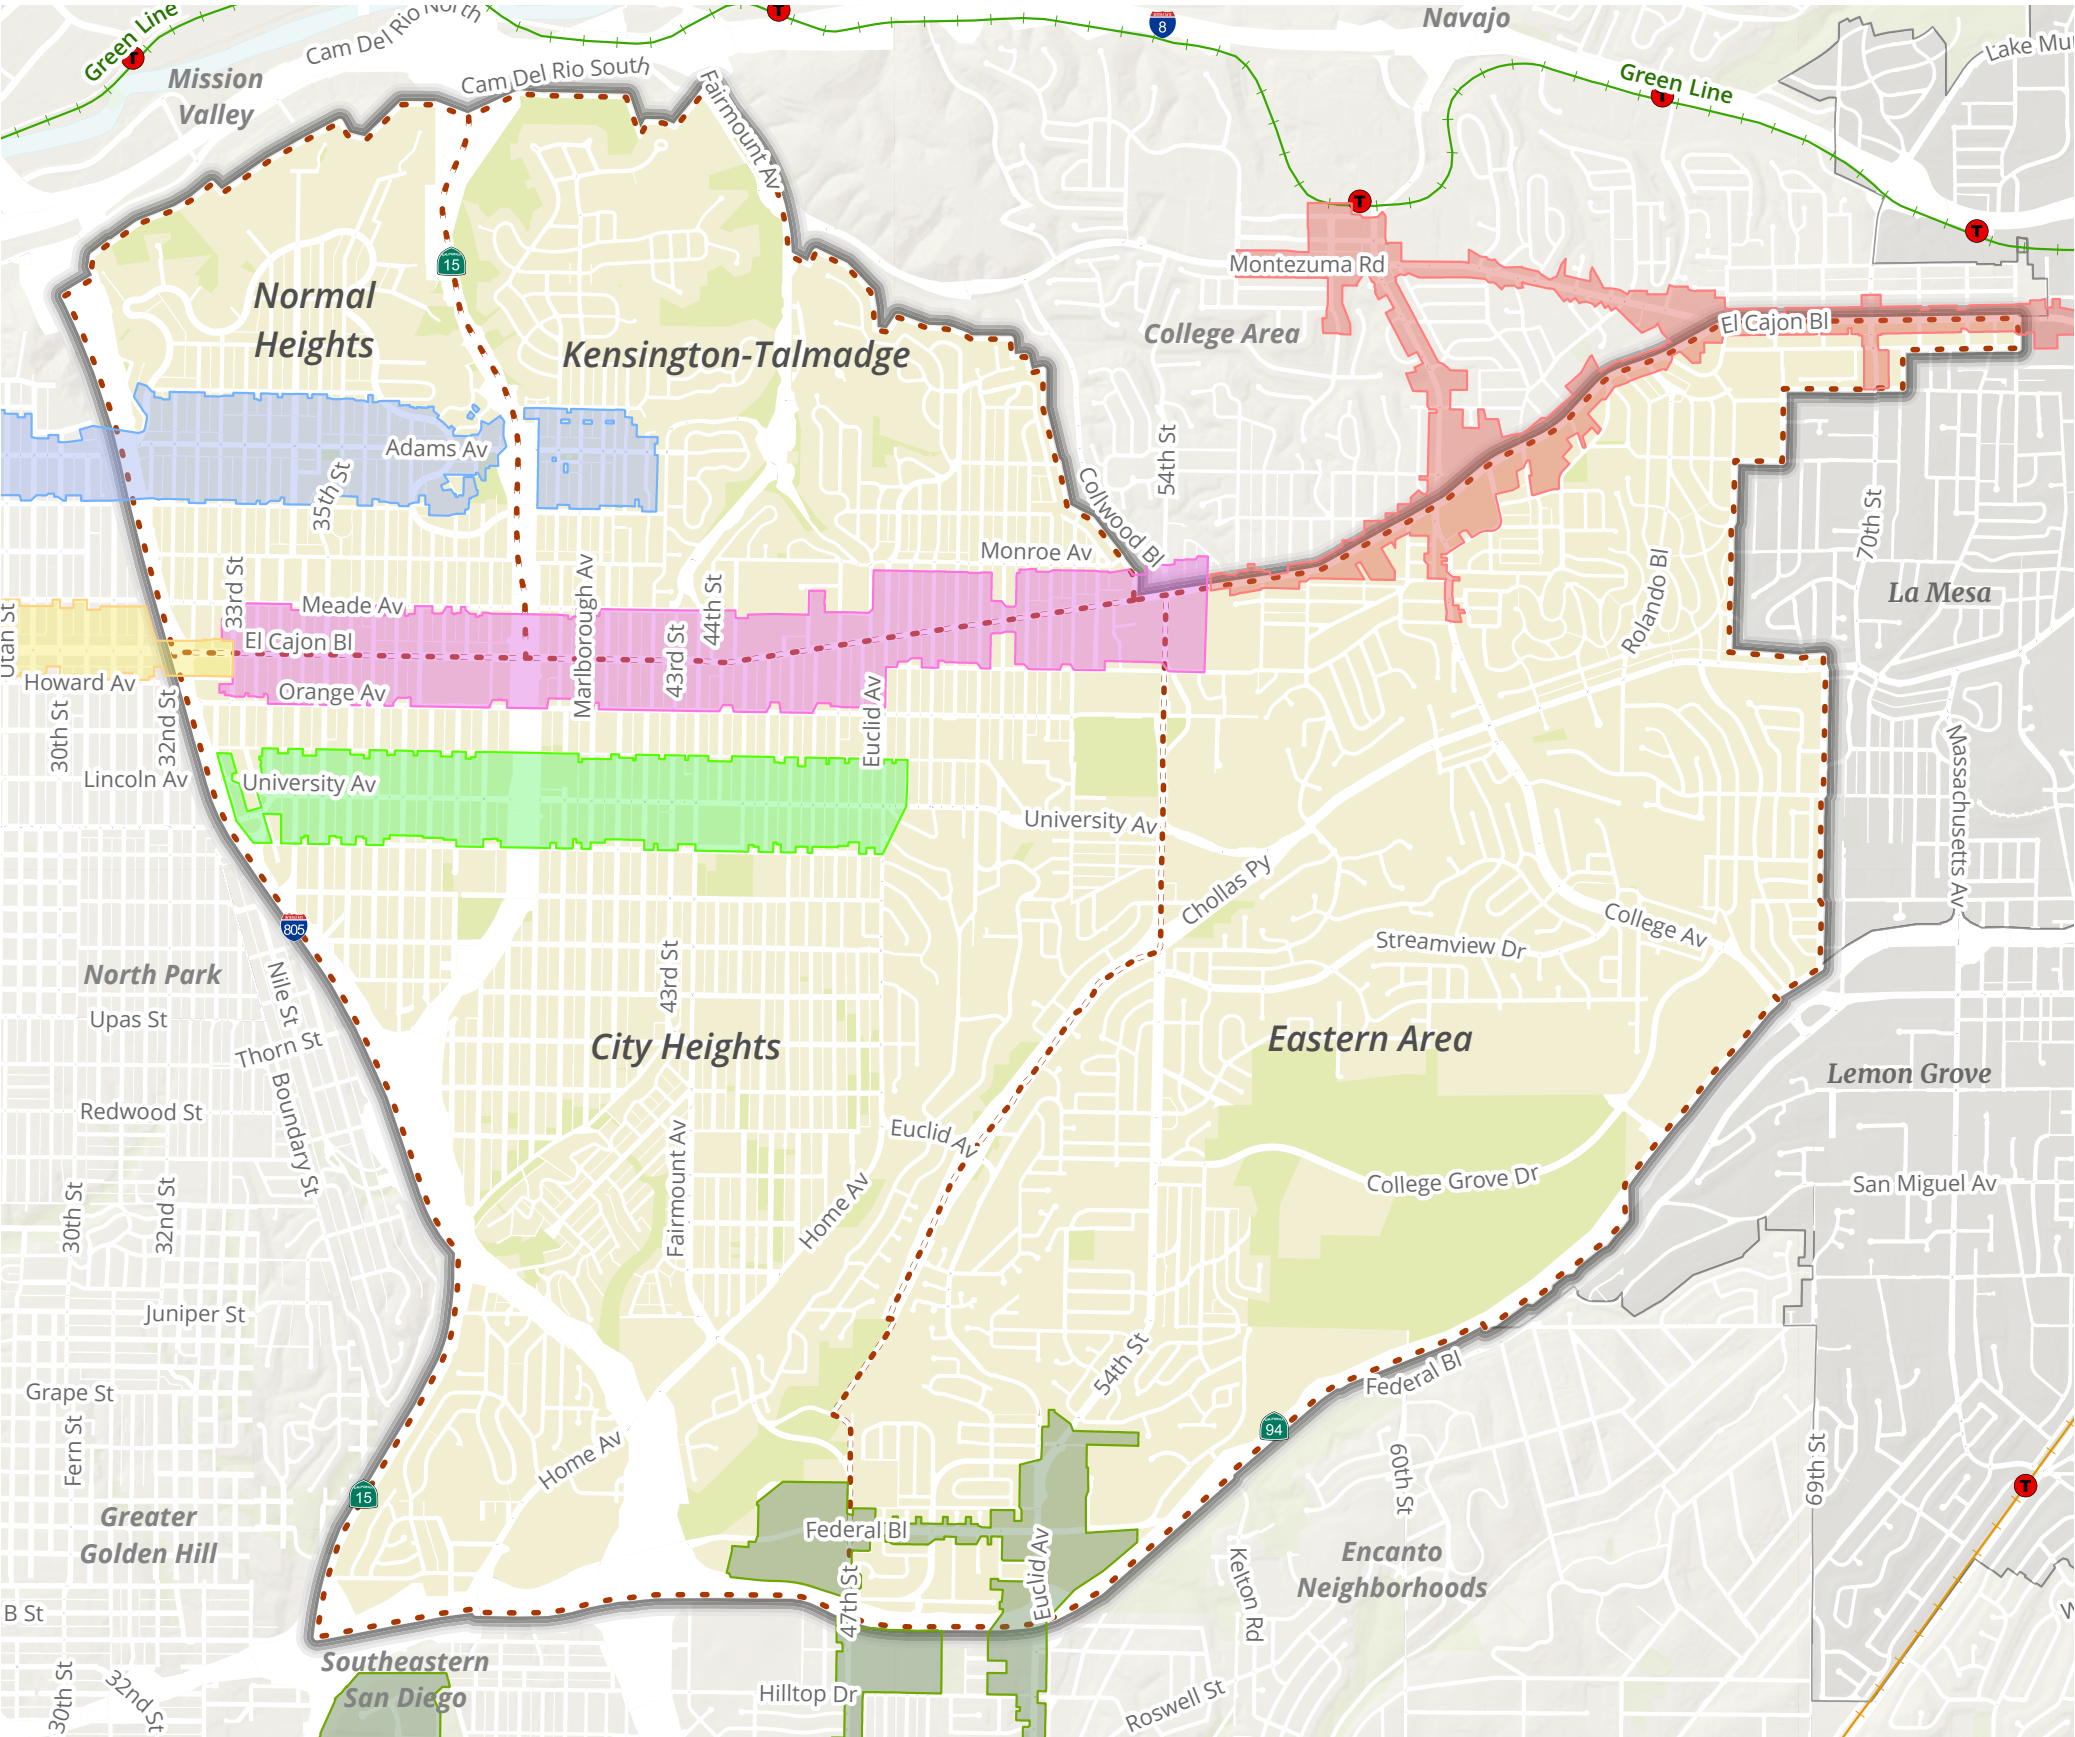 Green Line
Cam Del Rio North
Navajo
8
Lake Mu
Mission
Valley
Cam Del Rio South
Fairmount Av
Green Line
T
T
T
T
T
15
Montezuma Rd
Normal
Heights
Kensington-Talmadge
College Area
El Cajon Bl
Adams Av
35th St
54th St
Collwood Bl
70th St
Monroe Av
33rd St
Marlborough Av
44th St
Meade Av
El Cajon Bl
43rd St
Rolando Bl
La Mesa
Utah St
Howard Av
Orange Av
32nd St
30th St
Euclid Av
Lincoln Av
University Av
University Av
Massachusetts Av
Chollas Py
805
College Av
Streamview Dr
North Park
Nile St
43rd St
Upas St
Thorn St
City Heights
Eastern Area
Lemon Grove
Redwood St
Boundary St
Euclid Av
Fairmount Av
Home Av
College Grove Dr
San Miguel Av
30th St
32nd St
Juniper St
54th St
Federal Bl
Grape St
Fern St
94
Home Av
60th St
69th St
T
15
Greater
Golden Hill
Federal Bl
Euclid Av
Kelton Rd
Encanto
Neighborhoods
47th St
B St
Southeastern
San Diego
30th St
32nd St
Hilltop Dr
Roswell St